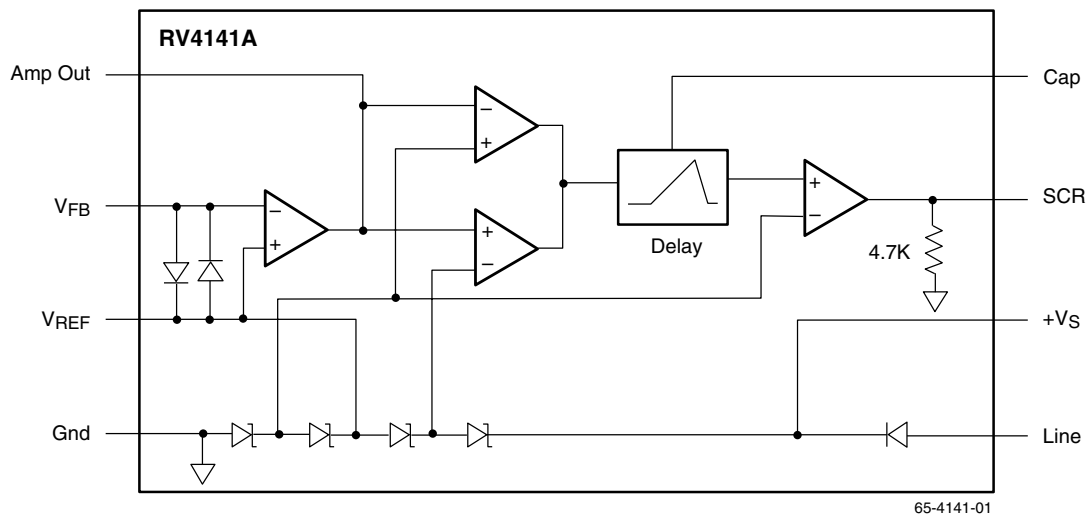 RV4141A
Amp Out
Cap
−
+
VFB
−
+
+
−
Delay
+
−
SCR
4.7K
VREF
+VS
Gnd
Line
65-4141-01